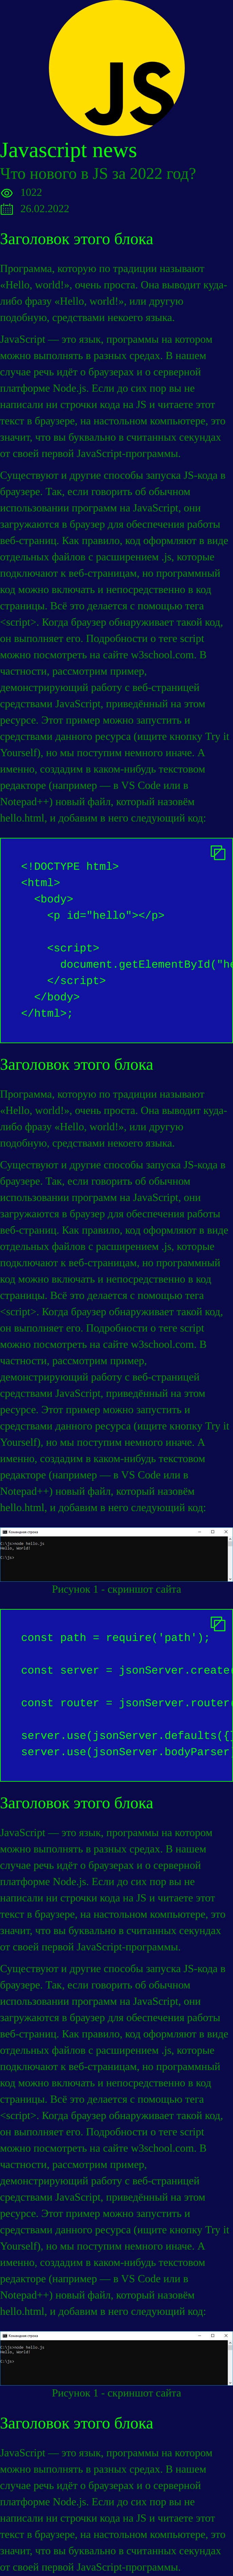 JS
Javascript news
Что нового в JS за 2022 год?
1022
26.02.2022
Заголовок этого блока
Программа, которую по традиции называют
«Hello, world!», очень проста. Она выводит куда-
либо фразу «Hello, world!», или другую
подобную, средствами некоего языка.
JavaScript — это язык, программы на котором
можно выполнять в разных средах. В нашем
случае речь идёт о браузерах и о серверной
платформе Node.js. Если до сих пор вы не
написали ни строчки кода на JS и читаете этот
текст в браузере, на настольном компьютере, это
значит, что вы буквально в считанных секундах
от своей первой JavaScript-программы.
Существуют и другие способы запуска JS-кода в
браузере. Так, если говорить об обычном
использовании программ на JavaScript, они
загружаются в браузер для обеспечения работы
веб-страниц. Как правило, код оформляют в виде
отдельных файлов с расширением .js, которые
подключают к веб-страницам, но программный
код можно включать и непосредственно в код
страницы. Всё это делается с помощью тега
<script>. Когда браузер обнаруживает такой код,
он выполняет его. Подробности о теге script
можно посмотреть на сайте w3school.com. В
частности, рассмотрим пример,
демонстрирующий работу с веб-страницей
средствами JavaScript, приведённый на этом
ресурсе. Этот пример можно запустить и
средствами данного ресурса (ищите кнопку Try it
Yourself), но мы поступим немного иначе. А
именно, создадим в каком-нибудь текстовом
редакторе (например — в VS Code или в
Notepad++) новый файл, который назовём
hello.html, и добавим в него следующий код:
<!DOCTYPE html>
<html>
<body>
<p id="hello"></p>
<script>
document.getElementById("he
</script>
</body>
</html>;
Заголовок этого блока
Программа, которую по традиции называют
«Hello, world!», очень проста. Она выводит куда-
либо фразу «Hello, world!», или другую
подобную, средствами некоего языка.
Существуют и другие способы запуска JS-кода в
браузере. Так, если говорить об обычном
использовании программ на JavaScript, они
загружаются в браузер для обеспечения работы
веб-страниц. Как правило, код оформляют в виде
отдельных файлов с расширением .js, которые
подключают к веб-страницам, но программный
код можно включать и непосредственно в код
страницы. Всё это делается с помощью тега
<script>. Когда браузер обнаруживает такой код,
он выполняет его. Подробности о теге script
можно посмотреть на сайте w3school.com. В
частности, рассмотрим пример,
демонстрирующий работу с веб-страницей
средствами JavaScript, приведённый на этом
ресурсе. Этот пример можно запустить и
средствами данного ресурса (ищите кнопку Try it
Yourself), но мы поступим немного иначе. А
именно, создадим в каком-нибудь текстовом
редакторе (например — в VS Code или в
Notepad++) новый файл, который назовём
hello.html, и добавим в него следующий код:
Командная строка
C:\js>node hello.js
Hello, World!
C:\js>
Рисунок 1 - скриншот сайта
const path = require('path');
const server = jsonServer.create(
const router = jsonServer.router(
server.use(jsonServer.defaults({}
server.use(jsonServer.bodyParser)
Заголовок этого блока
JavaScript — это язык, программы на котором
можно выполнять в разных средах. В нашем
случае речь идёт о браузерах и о серверной
платформе Node.js. Если до сих пор вы не
написали ни строчки кода на JS и читаете этот
текст в браузере, на настольном компьютере, это
значит, что вы буквально в считанных секундах
от своей первой JavaScript-программы.
Существуют и другие способы запуска JS-кода в
браузере. Так, если говорить об обычном
использовании программ на JavaScript, они
загружаются в браузер для обеспечения работы
веб-страниц. Как правило, код оформляют в виде
отдельных файлов с расширением .js, которые
подключают к веб-страницам, но программный
код можно включать и непосредственно в код
страницы. Всё это делается с помощью тега
<script>. Когда браузер обнаруживает такой код,
он выполняет его. Подробности о теге script
можно посмотреть на сайте w3school.com. В
частности, рассмотрим пример,
демонстрирующий работу с веб-страницей
средствами JavaScript, приведённый на этом
ресурсе. Этот пример можно запустить и
средствами данного ресурса (ищите кнопку Try it
Yourself), но мы поступим немного иначе. А
именно, создадим в каком-нибудь текстовом
редакторе (например — в VS Code или в
Notepad++) новый файл, который назовём
hello.html, и добавим в него следующий код:
Командная строка
C:\js>node hello.js
Hello, World!
C:\js>
Рисунок 1 - скриншот сайта
Заголовок этого блока
JavaScript — это язык, программы на котором
можно выполнять в разных средах. В нашем
случае речь идёт о браузерах и о серверной
платформе Node.js. Если до сих пор вы не
написали ни строчки кода на JS и читаете этот
текст в браузере, на настольном компьютере, это
значит, что вы буквально в считанных секундах
от своей первой JavaScript-программы.